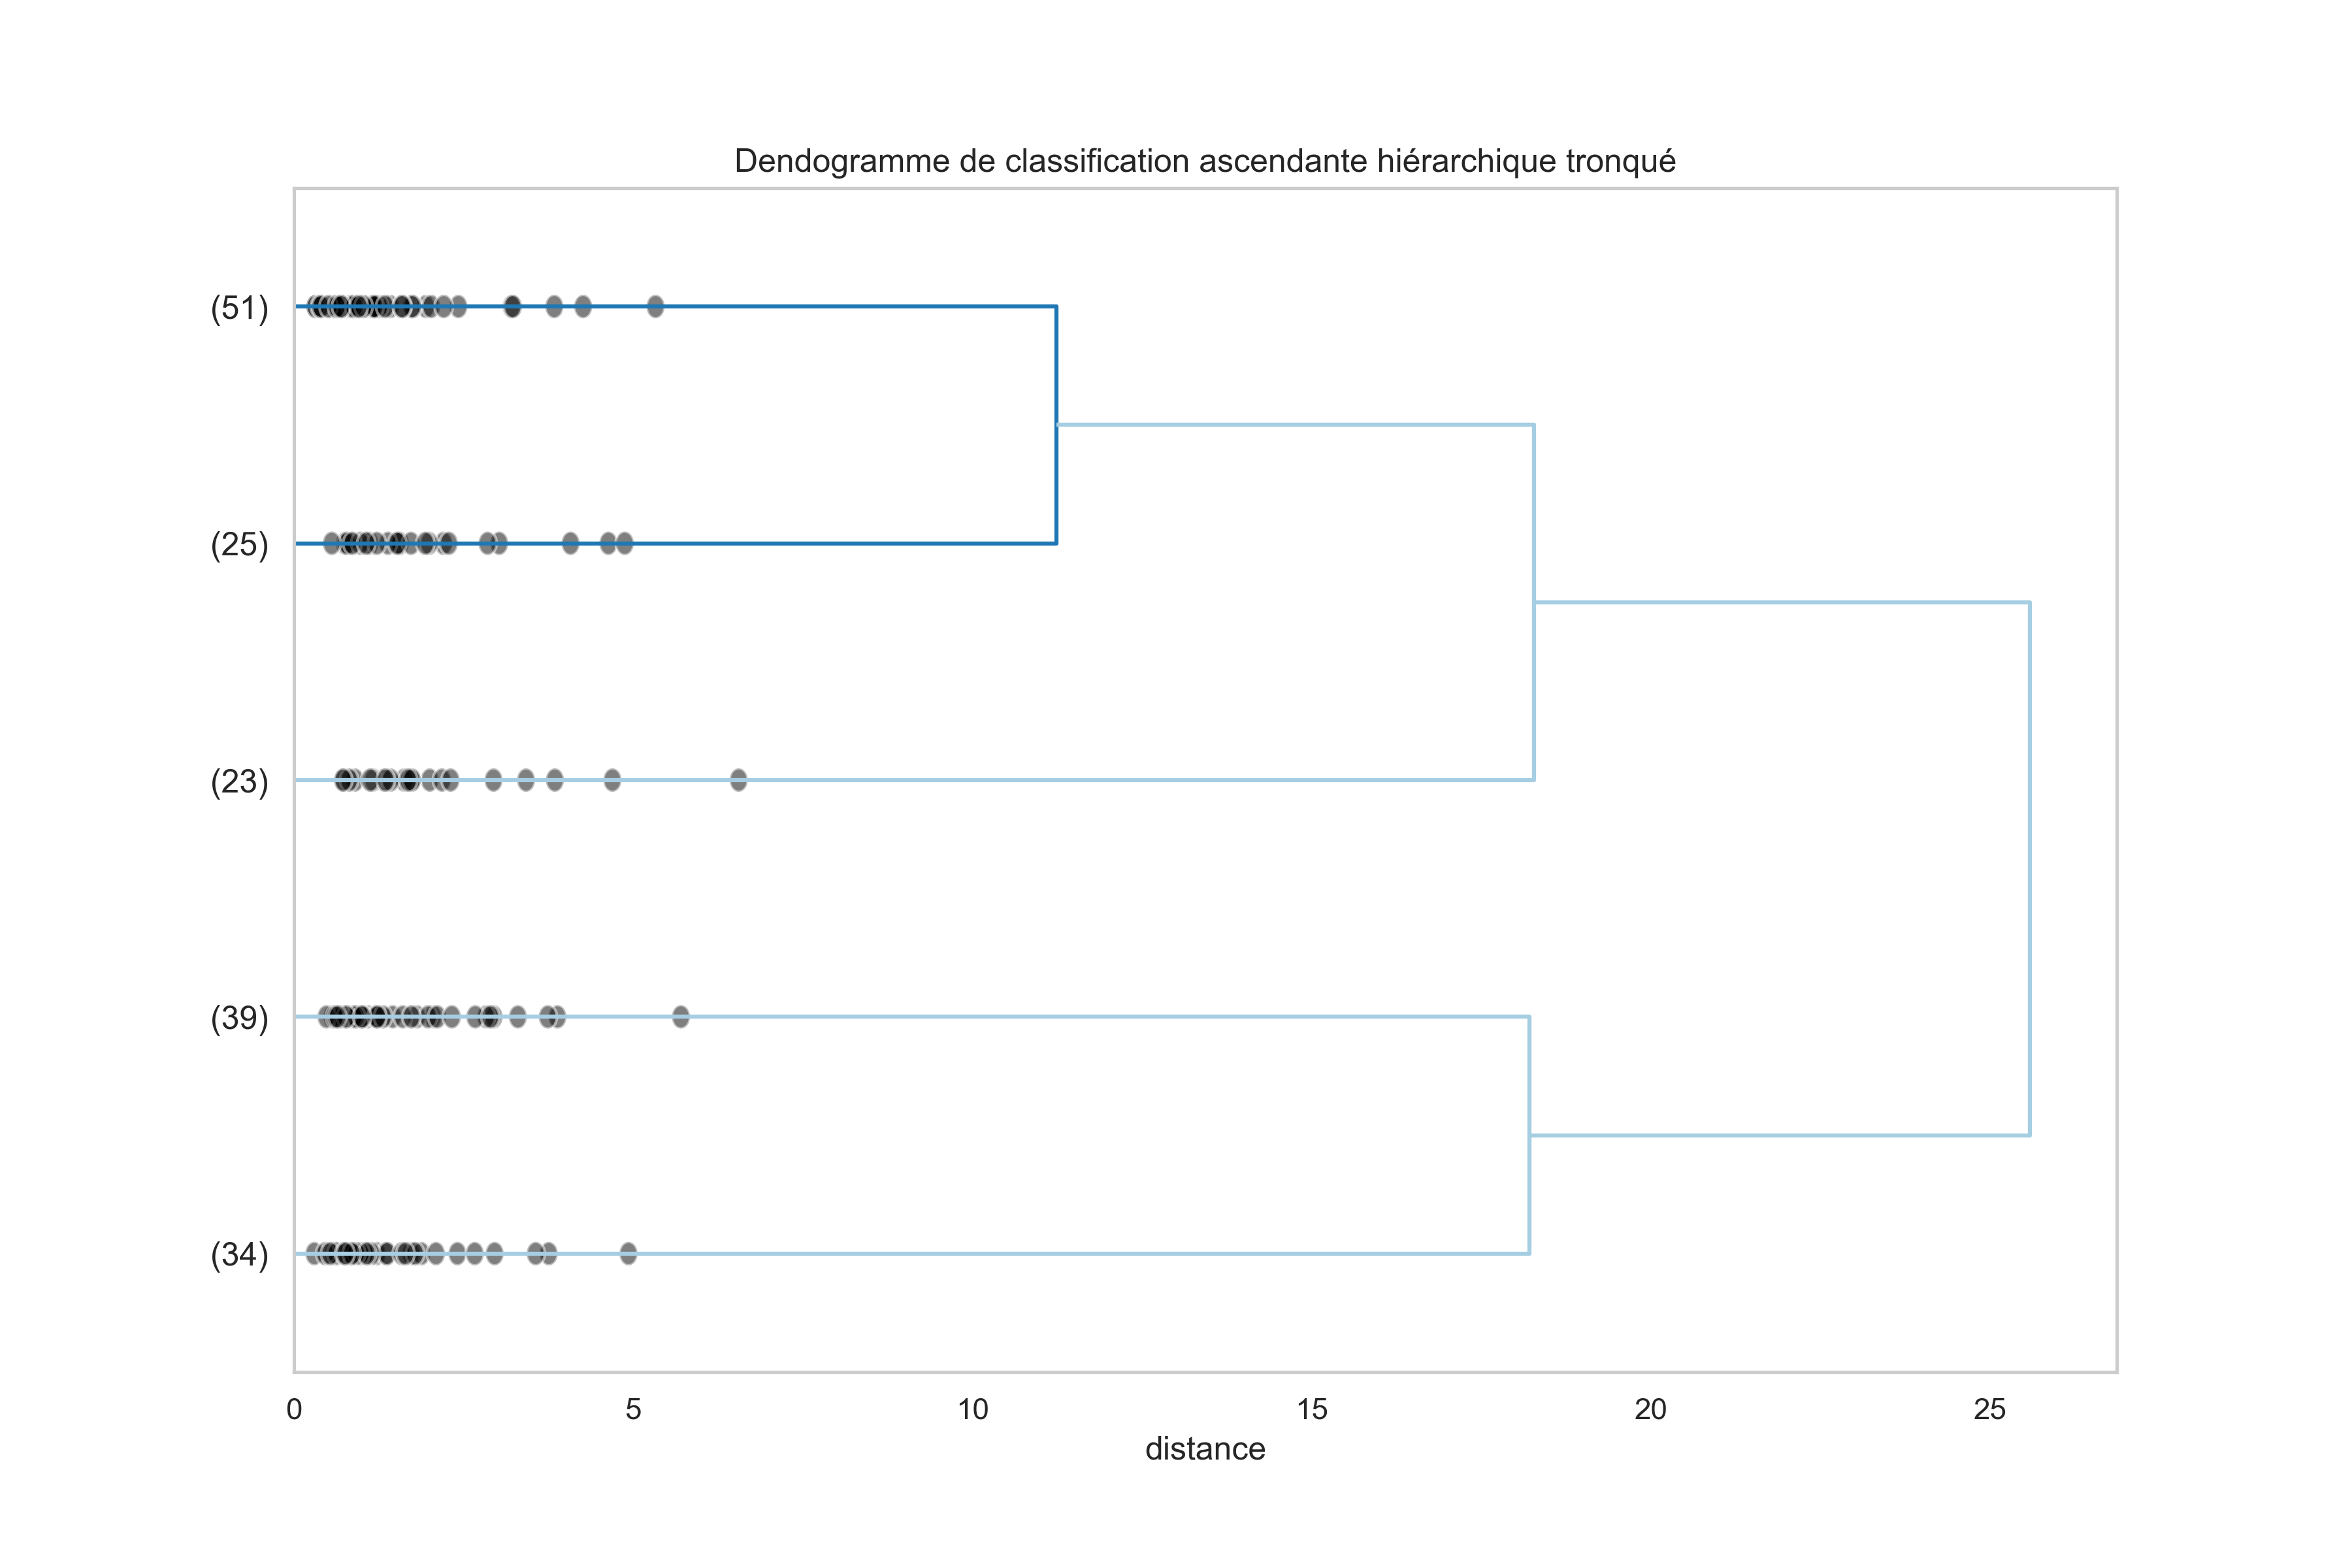 Dendogramme de classification ascendante hiérarchique tronqué
(51)
(25)
(23)
(39)
(34)
0 5 10 15 20 25
distance